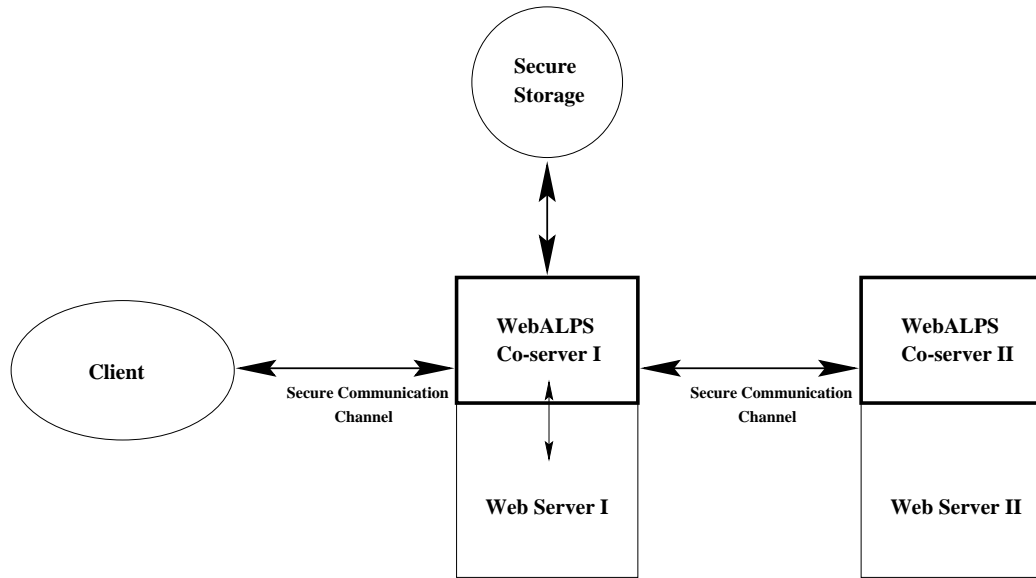 Secure
Storage
WebALPS
Co-server I
WebALPS
Co-server II
Client
Secure Communication
Channel
Secure Communication
Channel
Web Server I
Web Server II